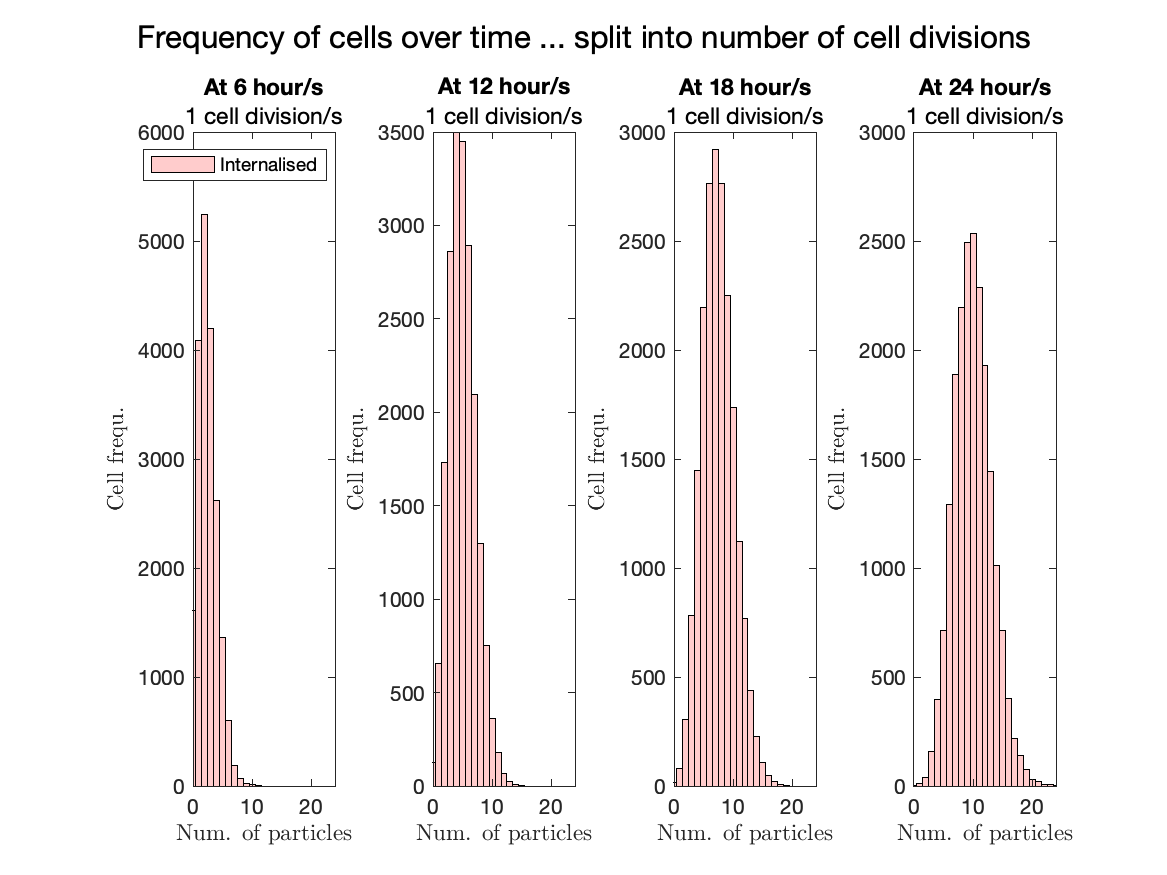 Frequency of cells over time ... split into number of cell divisions
At 6 hour/s
1 cell division/s
At 12 hour/s
1 cell division/s
At 18 hour/s
1 cell division/s
At 24 hour/s
1 cell division/s
Internalised
6000
5000
4000
3000
2000
1000
0
Cell frequ.
0 10 20
Num. of particles
3500
3000
2500
2000
1500
1000
500
0
Cell frequ.
0 10 20
Num. of particles
3000
2500
2000
1500
1000
500
0
Cell frequ.
0 10 20
Num. of particles
3000
2500
2000
1500
1000
500
0
Cell frequ.
0 10 20
Num. of particles